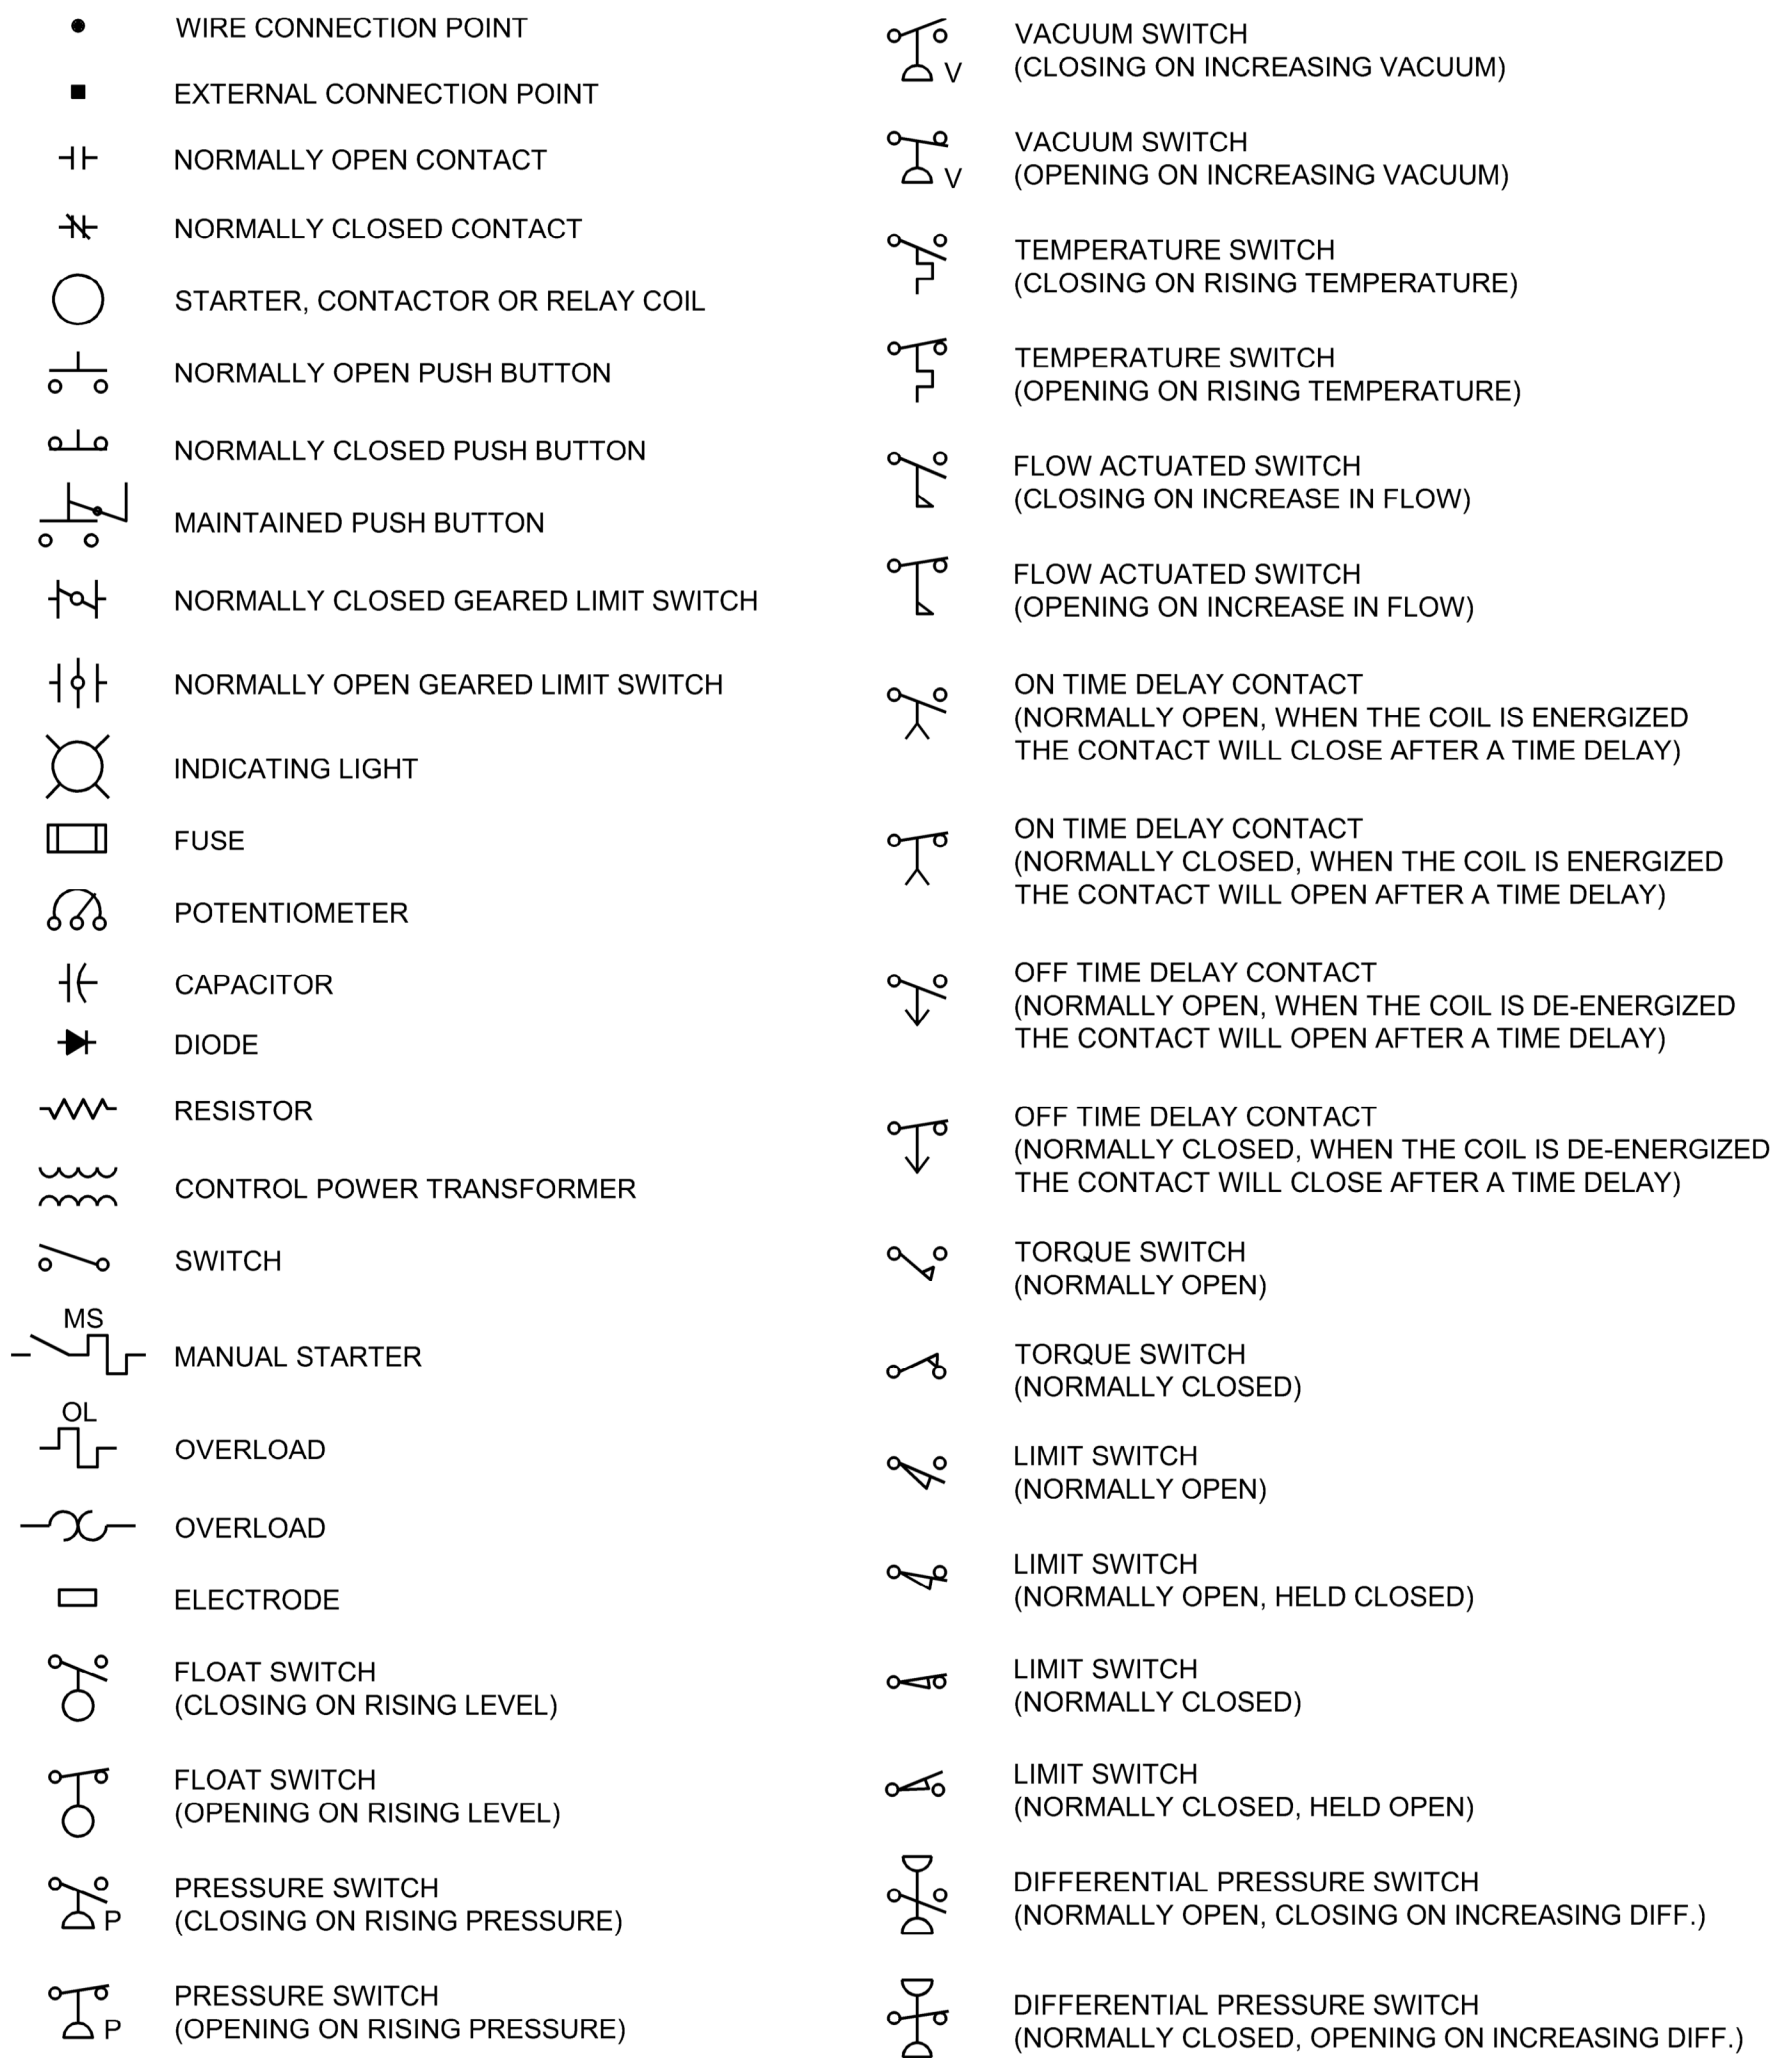 WIRE CONNECTION POINT
EXTERNAL CONNECTION POINT
NORMALLY OPEN CONTACT
NORMALLY CLOSED CONTACT
STARTER, CONTACTOR OR RELAY COIL
NORMALLY OPEN PUSH BUTTON
NORMALLY CLOSED PUSH BUTTON
MAINTAINED PUSH BUTTON
NORMALLY CLOSED GEARED LIMIT SWITCH
NORMALLY OPEN GEARED LIMIT SWITCH
INDICATING LIGHT
FUSE
POTENTIOMETER
CAPACITOR
DIODE
RESISTOR
CONTROL POWER TRANSFORMER
SWITCH
MS
MANUAL STARTER
OL
OVERLOAD
OVERLOAD
ELECTRODE
FLOAT SWITCH
(CLOSING ON RISING LEVEL)
FLOAT SWITCH
(OPENING ON RISING LEVEL)
PRESSURE SWITCH
P (CLOSING ON RISING PRESSURE)
PRESSURE SWITCH
P (OPENING ON RISING PRESSURE)
VACUUM SWITCH
V (CLOSING ON INCREASING VACUUM)
VACUUM SWITCH
V (OPENING ON INCREASING VACUUM)
TEMPERATURE SWITCH
(CLOSING ON RISING TEMPERATURE)
TEMPERATURE SWITCH
(OPENING ON RISING TEMPERATURE)
FLOW ACTUATED SWITCH
(CLOSING ON INCREASE IN FLOW)
FLOW ACTUATED SWITCH
(OPENING ON INCREASE IN FLOW)
ON TIME DELAY CONTACT
(NORMALLY OPEN, WHEN THE COIL IS ENERGIZED
THE CONTACT WILL CLOSE AFTER A TIME DELAY)
ON TIME DELAY CONTACT
(NORMALLY CLOSED, WHEN THE COIL IS ENERGIZED
THE CONTACT WILL OPEN AFTER A TIME DELAY)
OFF TIME DELAY CONTACT
(NORMALLY OPEN, WHEN THE COIL IS DE-ENERGIZED
THE CONTACT WILL OPEN AFTER A TIME DELAY)
OFF TIME DELAY CONTACT
(NORMALLY CLOSED, WHEN THE COIL IS DE-ENERGIZED
THE CONTACT WILL CLOSE AFTER A TIME DELAY)
TORQUE SWITCH
(NORMALLY OPEN)
TORQUE SWITCH
(NORMALLY CLOSED)
LIMIT SWITCH
(NORMALLY OPEN)
LIMIT SWITCH
(NORMALLY OPEN, HELD CLOSED)
LIMIT SWITCH
(NORMALLY CLOSED)
LIMIT SWITCH
(NORMALLY CLOSED, HELD OPEN)
DIFFERENTIAL PRESSURE SWITCH
(NORMALLY OPEN, CLOSING ON INCREASING DIFF.)
DIFFERENTIAL PRESSURE SWITCH
(NORMALLY CLOSED, OPENING ON INCREASING DIFF.)